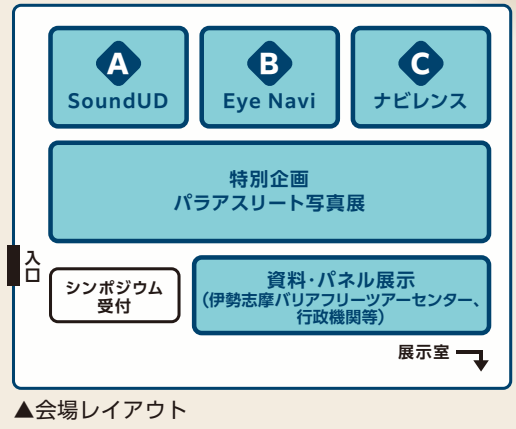 A
SoundUD
B
Eye Navi
C
ナビレンス
特別企画
パラアスリート写真展
入口
シンポジウム
受付
資料・パネル展示
（伊勢志摩バリアフリーツアーセンター、
行政機関等）
展示室
▲会場レイアウト